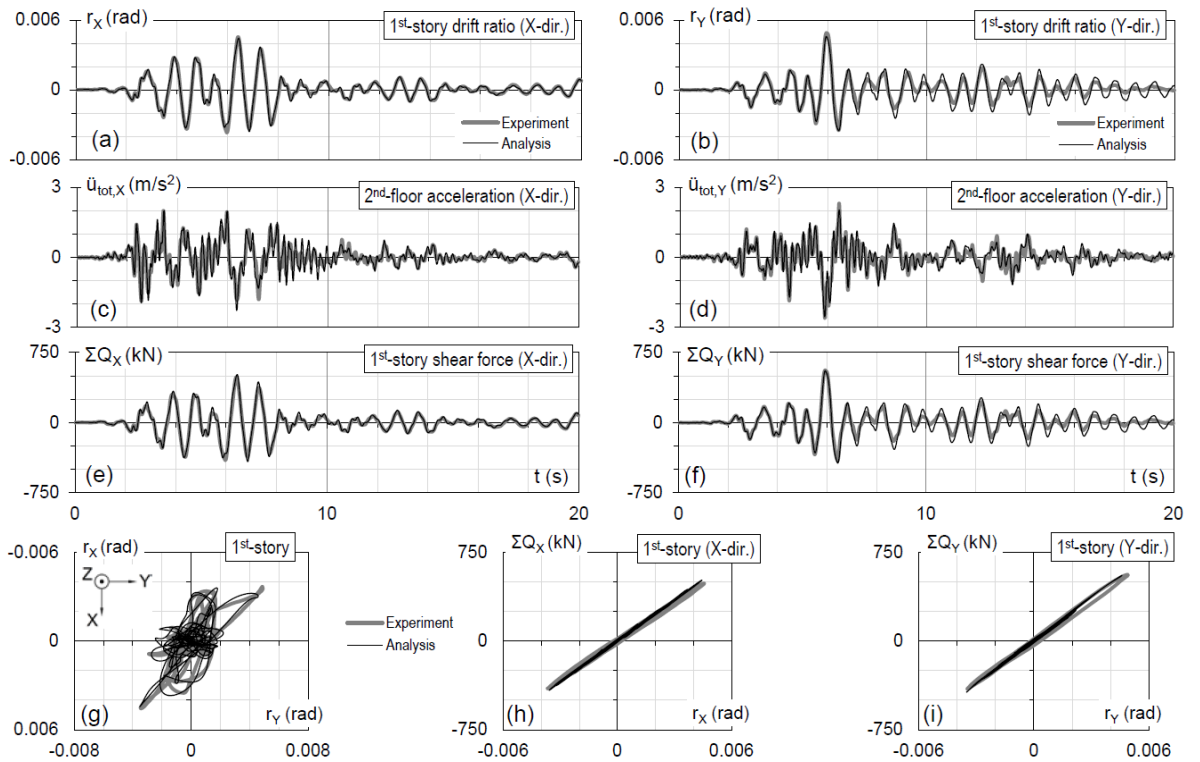 0.006 r_X (rad) 1st-story drift ratio (X-dir.)
0
Experiment
Analysis
(a)
-0.006
0.006 r_Y (rad) 1st-story drift ratio (Y-dir.)
0
Experiment
Analysis
(b)
-0.006
3 ü_tot,X (m/s²) 2nd-floor acceleration (X-dir.)
0
(c)
-3
3 ü_tot,Y (m/s²) 2nd-floor acceleration (Y-dir.)
0
(d)
-3
750 ΣQ_X (kN) 1st-story shear force (X-dir.)
0
(e) t (s)
-750
0 10 20
750 ΣQ_Y (kN) 1st-story shear force (Y-dir.)
0
(f) t (s)
-750
0 10 20
-0.006 r_X (rad) 1st-story
Z Y
X
0
(g) r_Y (rad)
0.006
-0.008 0 0.008
Experiment
Analysis
750 ΣQ_X (kN) 1st-story (X-dir.)
0
(h) r_X (rad)
-750
-0.006 0 0.006
750 ΣQ_Y (kN) 1st-story (Y-dir.)
0
(i) r_Y (rad)
-750
-0.006 0 0.006